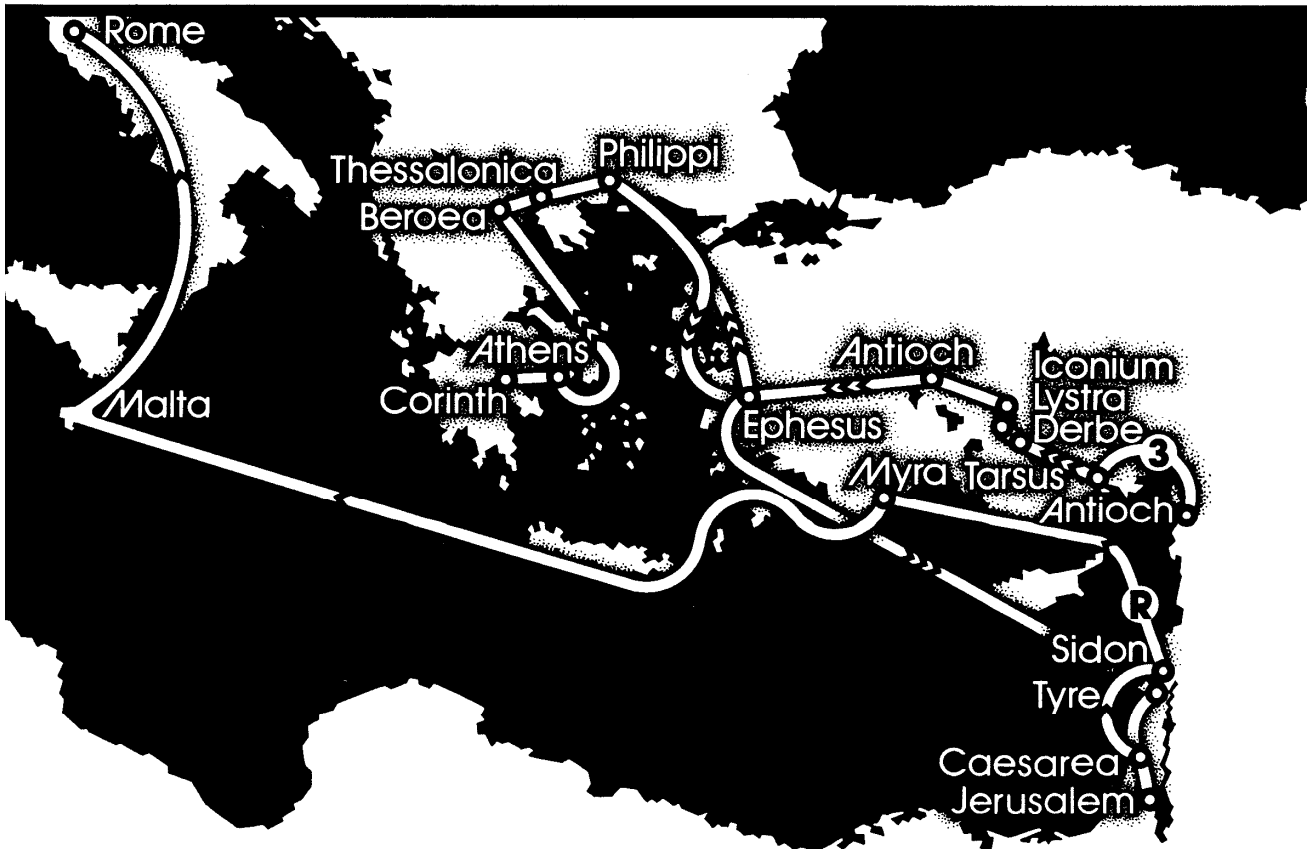 Rome
Philippi
Thessalonica
Beroea
Athens
Corinth
Antioch
Iconium
Lystra
Derbe
Malta
Ephesus
3
Myra
Tarsus
Antioch
R
Sidon
Tyre
Caesarea
Jerusalem